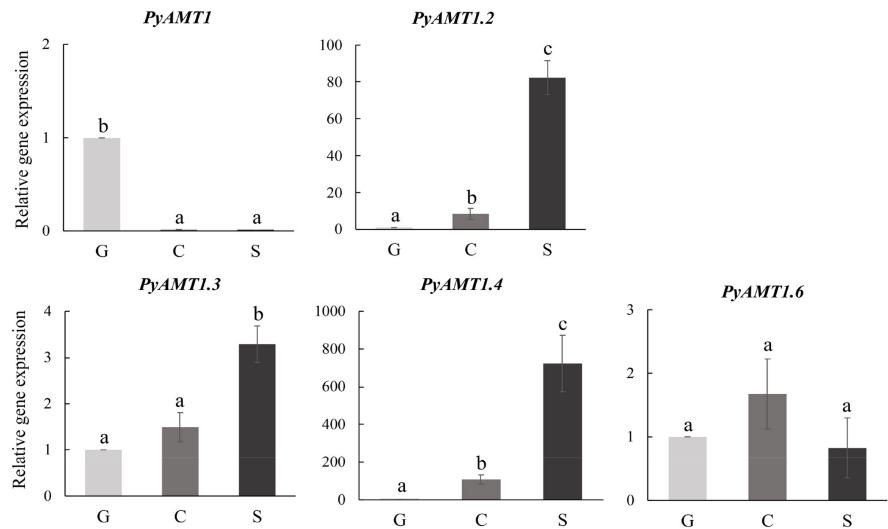 PyAMT1
Relative gene expression
2
1
0
b
a
a
G C S
PyAMT1.2
100
80
60
40
20
0
a
b
c
G C S
PyAMT1.3
Relative gene expression
4
3
2
1
0
a
a
b
G C S
PyAMT1.4
1000
800
600
400
200
0
a
b
c
G C S
PyAMT1.6
3
2
1
0
a
a
a
G C S